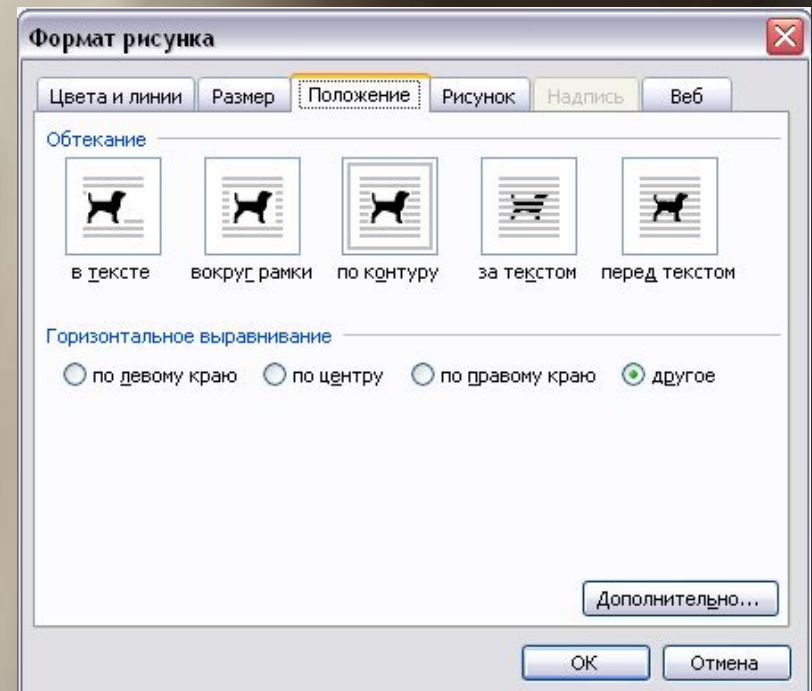 Формат рисунка
Цвета и линии Размер Положение Рисунок Надпись Веб
Обтекание
в тексте вокруг рамки по контуру за текстом перед текстом
Горизонтальное выравнивание
по левому краю по центру по правому краю другое
Дополнительно...
ОК Отмена